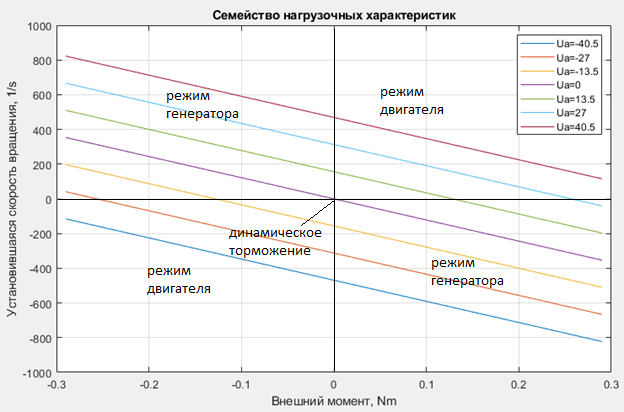 Семейство нагрузочных характеристик
Установившаяся скорость вращения, 1/s
1000
800
600
400
200
0
-200
-400
-600
-800
-1000
Ua=-40.5
Ua=-27
Ua=-13.5
Ua=0
Ua=13.5
Ua=27
Ua=40.5
режим
генератора
режим
двигателя
динамическое
торможение
режим
двигателя
режим
генератора
-0.3
-0.2
-0.1
0
0.1
0.2
0.3
Внешний момент, Nm